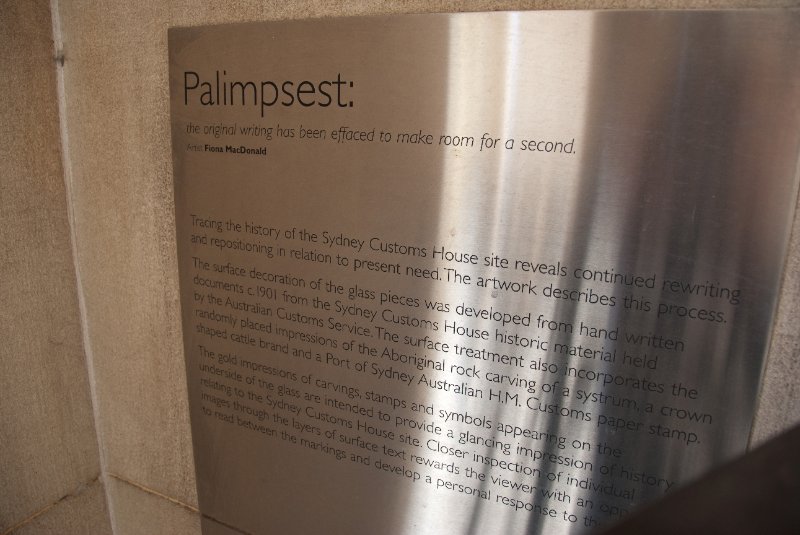 Palimpsest:
the original writing has been effaced to make room for a second.
Artist Fiona MacDonald
Tracing the history of the Sydney Customs House site reveals continued rewriting
and repositioning in relation to present need. The artwork describes this process.
The surface decoration of the glass pieces was developed from hand written
documents c.1901 from the Sydney Customs House historic material held
by the Australian Customs Service. The surface treatment also incorporates the
randomly placed impressions of the Aboriginal rock carving of a systrum, a crown
shaped cattle brand and a Port of Sydney Australian H.M. Customs paper stamp.
The gold impressions of carvings, stamps and symbols appearing on the
underside of the glass are intended to provide a glancing impression of history
relating to the Sydney Customs House site. Closer inspection of individual
images through the layers of surface text rewards the viewer with an
to read between the markings and develop a personal response to